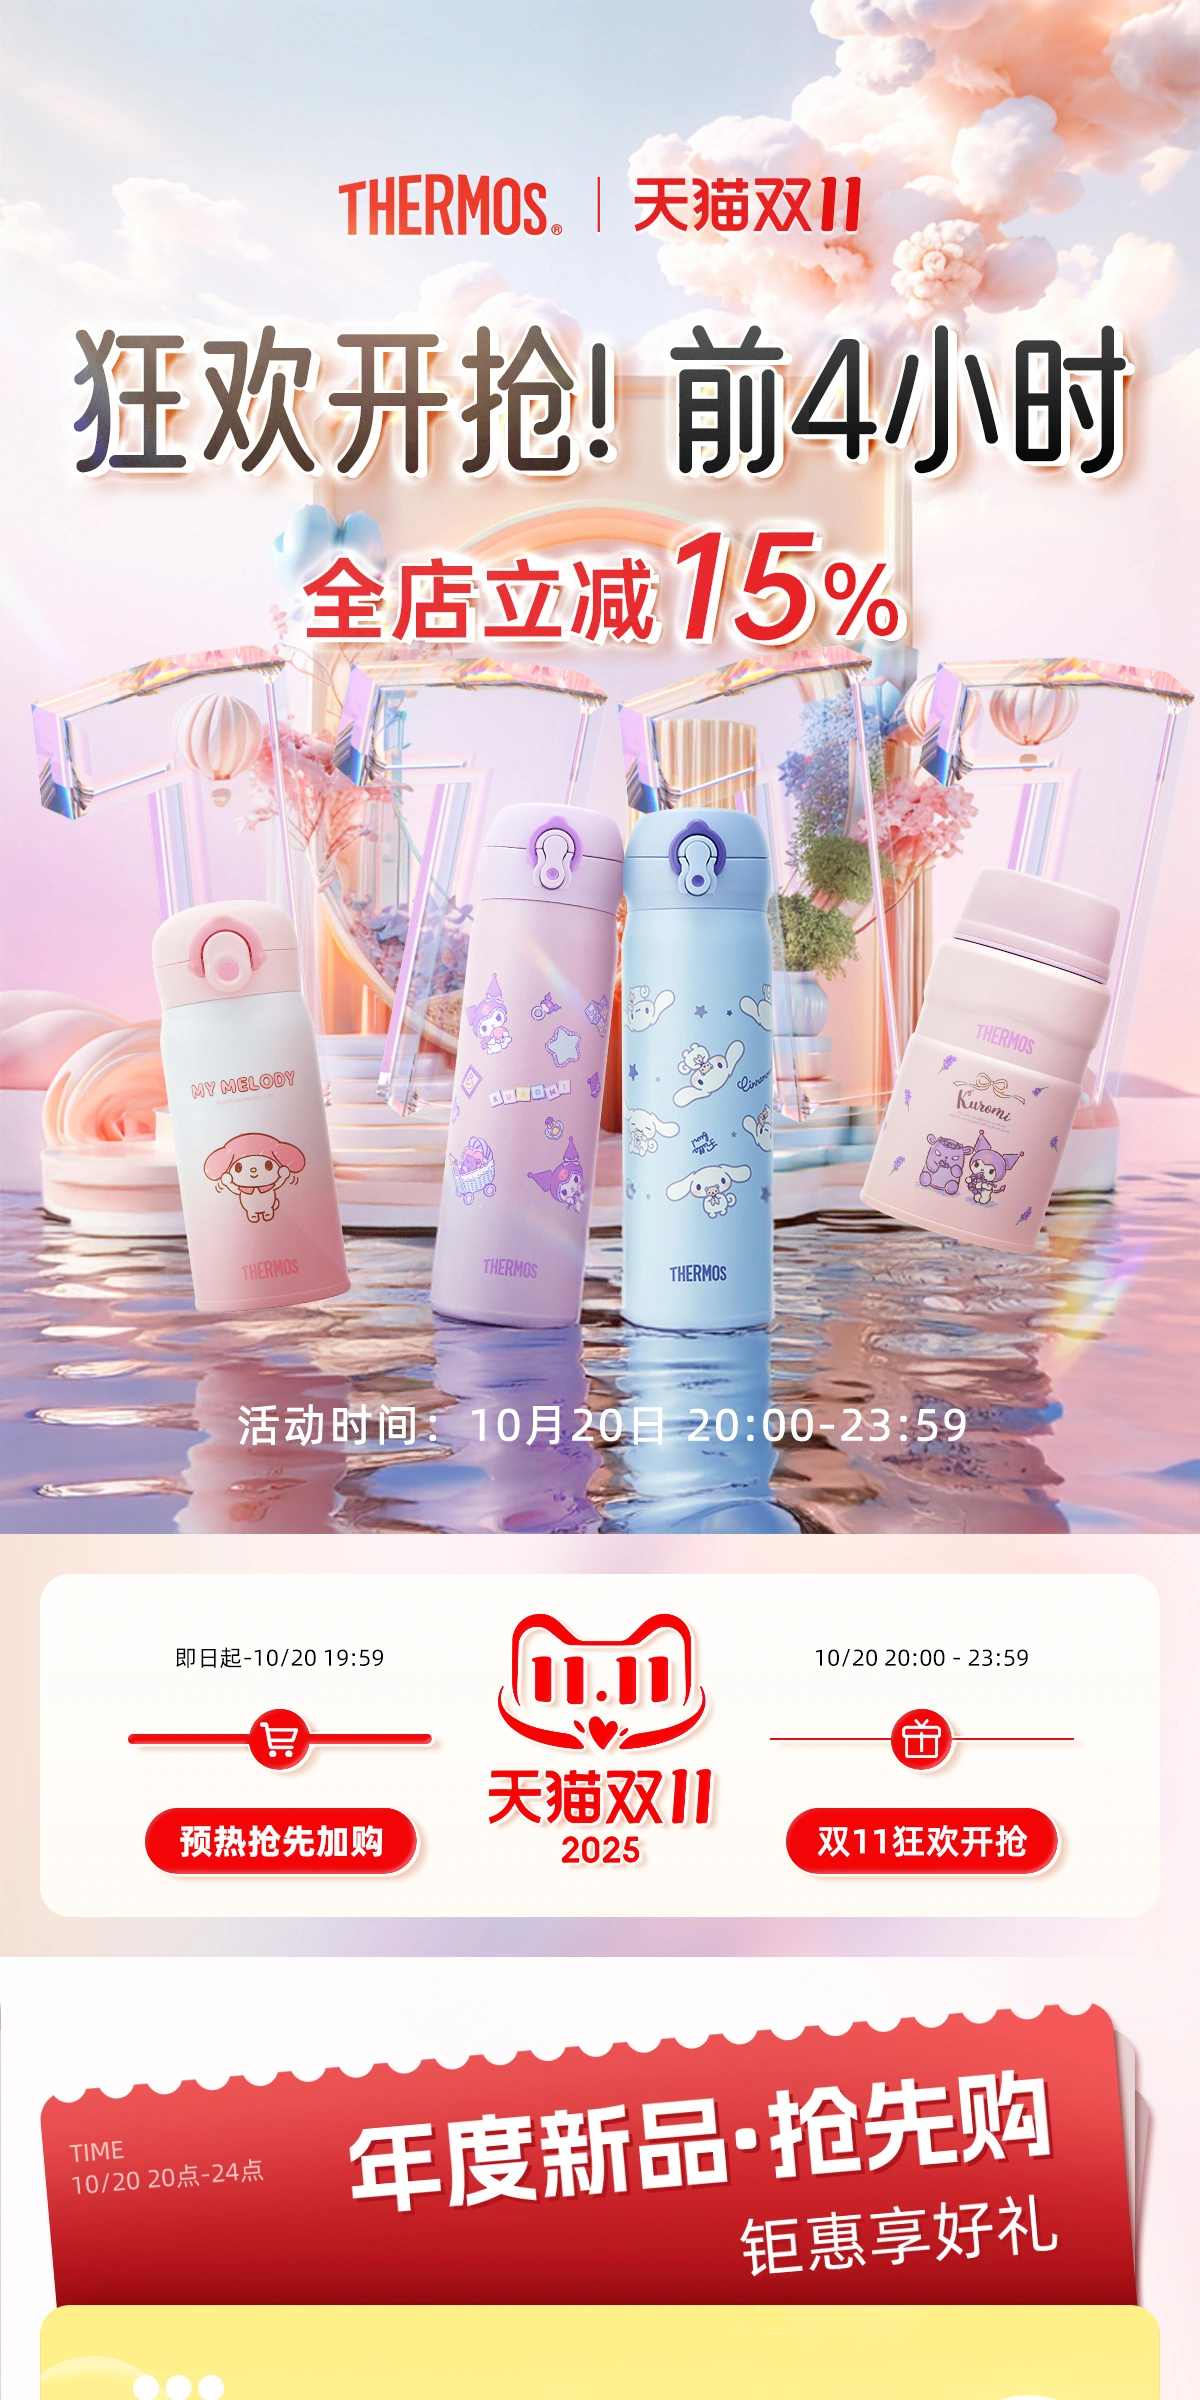 THERMOS® | 天猫双11
狂欢开抢! 前4小时
全店立减15%
MY MELODY
THERMOS
KUROMI
THERMOS
THERMOS
THERMOS
Kuromi
活动时间：10月20日 20:00-23:59
即日起-10/20 19:59
预热抢先加购
11.11
天猫双11
2025
10/20 20:00 - 23:59
双11狂欢开抢
TIME
10/20 20点-24点
年度新品·抢先购
钜惠享好礼